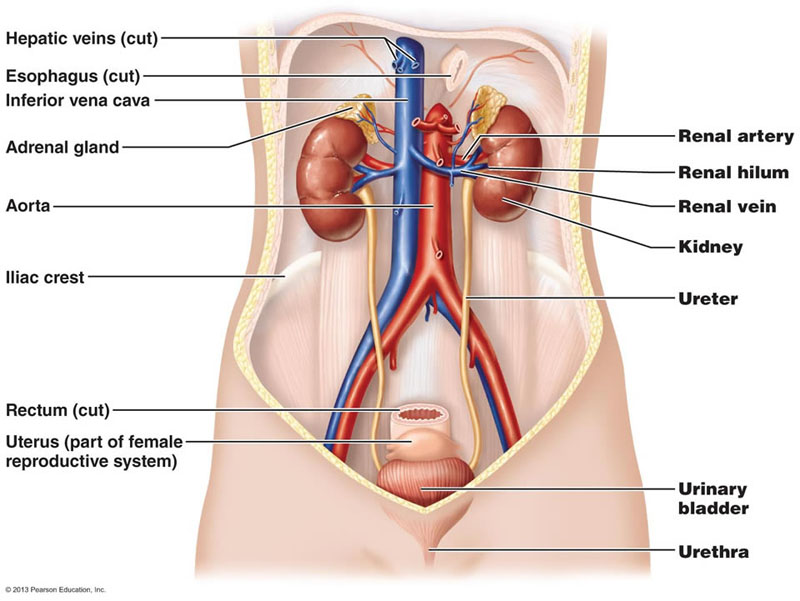 Hepatic veins (cut)
Esophagus (cut)
Inferior vena cava
Adrenal gland
Aorta
Iliac crest
Rectum (cut)
Uterus (part of female
reproductive system)
Renal artery
Renal hilum
Renal vein
Kidney
Ureter
Urinary
bladder
Urethra
© 2013 Pearson Education, Inc.